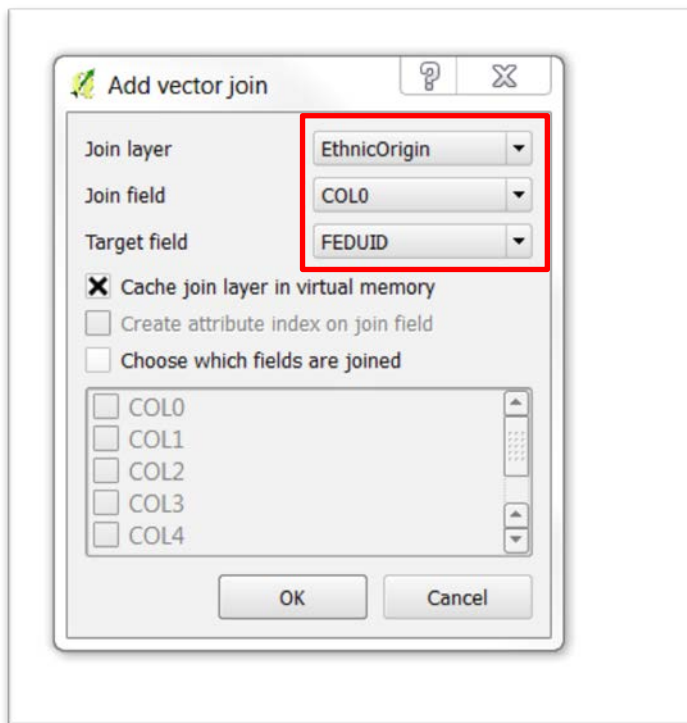 Add vector join
Join layer EthnicOrigin
Join field COL0
Target field FEDUID
Cache join layer in virtual memory
Create attribute index on join field
Choose which fields are joined
COL0
COL1
COL2
COL3
COL4
OK Cancel